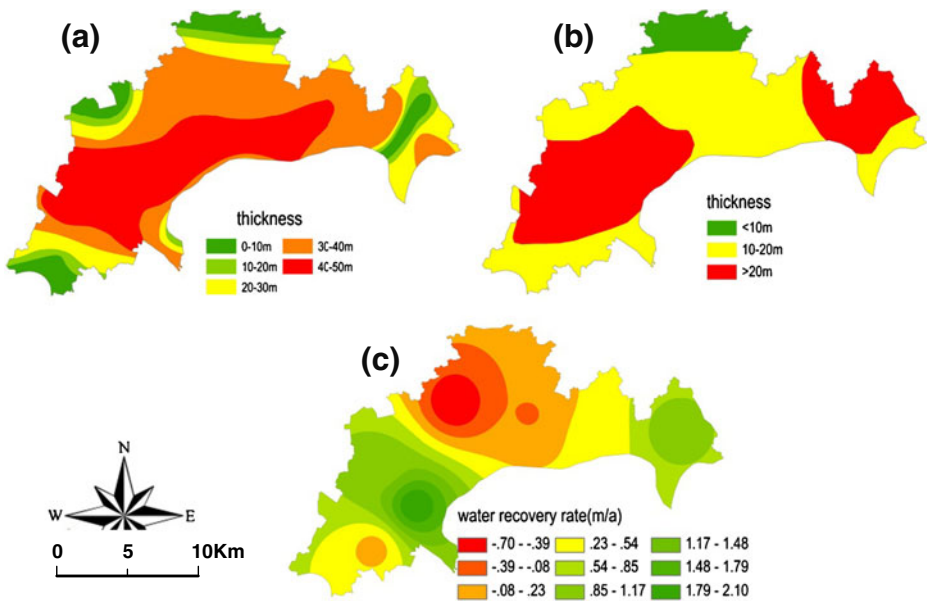 (a)
thickness
0-10m
30-40m
10-20m
40-50m
20-30m
(b)
thickness
<10m
10-20m
>20m
(c)
N
W
E
0 5 10Km
water recovery rate(m/a)
-.70 - -.39
.23 - .54
1.17 - 1.48
-.39 - -.08
.54 - .85
1.48 - 1.79
-.08 - .23
.85 - 1.17
1.79 - 2.10